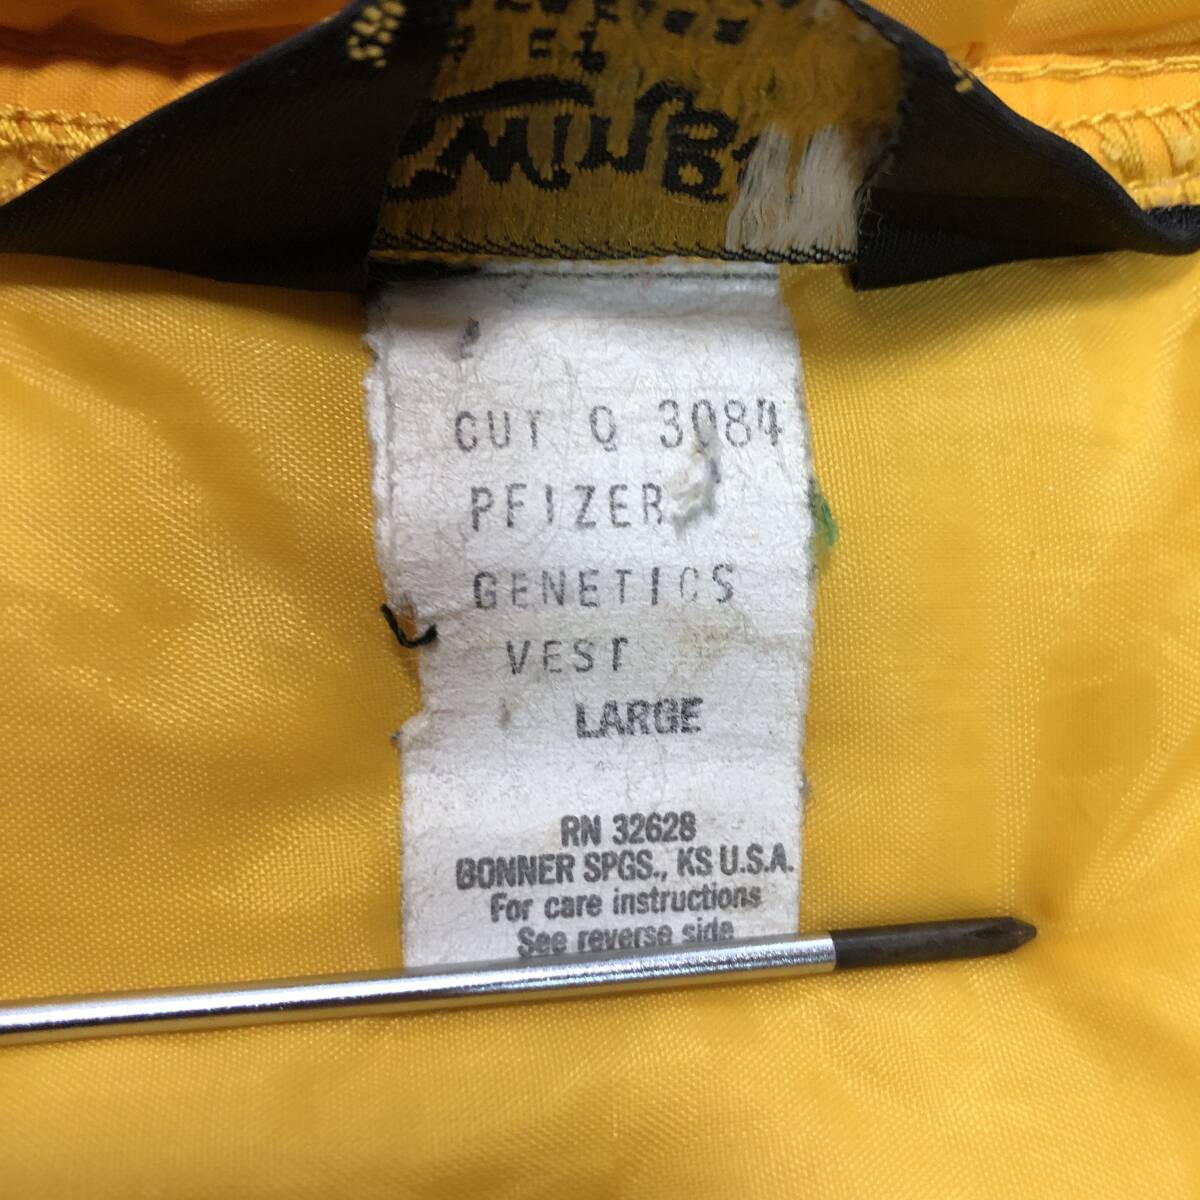 CUT Q 3084
PFIZER
GENETICS
VEST
LARGE
RN 32628
BONNER SPGS., KS U.S.A.
For care instructions
See reverse side